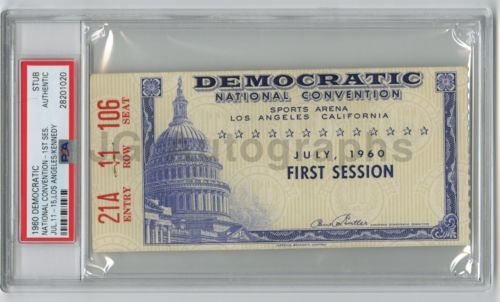 1960 DEMOCRATIC
NATIONAL CONVENTION - 1ST SES.
JUL 11 - 15,LOS ANGELES/KENNEDY
PSA
STUB
AUTHENTIC
28201020
21A 11 106
ENTRY ROW SEAT
DEMOCRATIC
NATIONAL CONVENTION
SPORTS ARENA
LOS ANGELES CALIFORNIA
JULY, 1960
FIRST SESSION